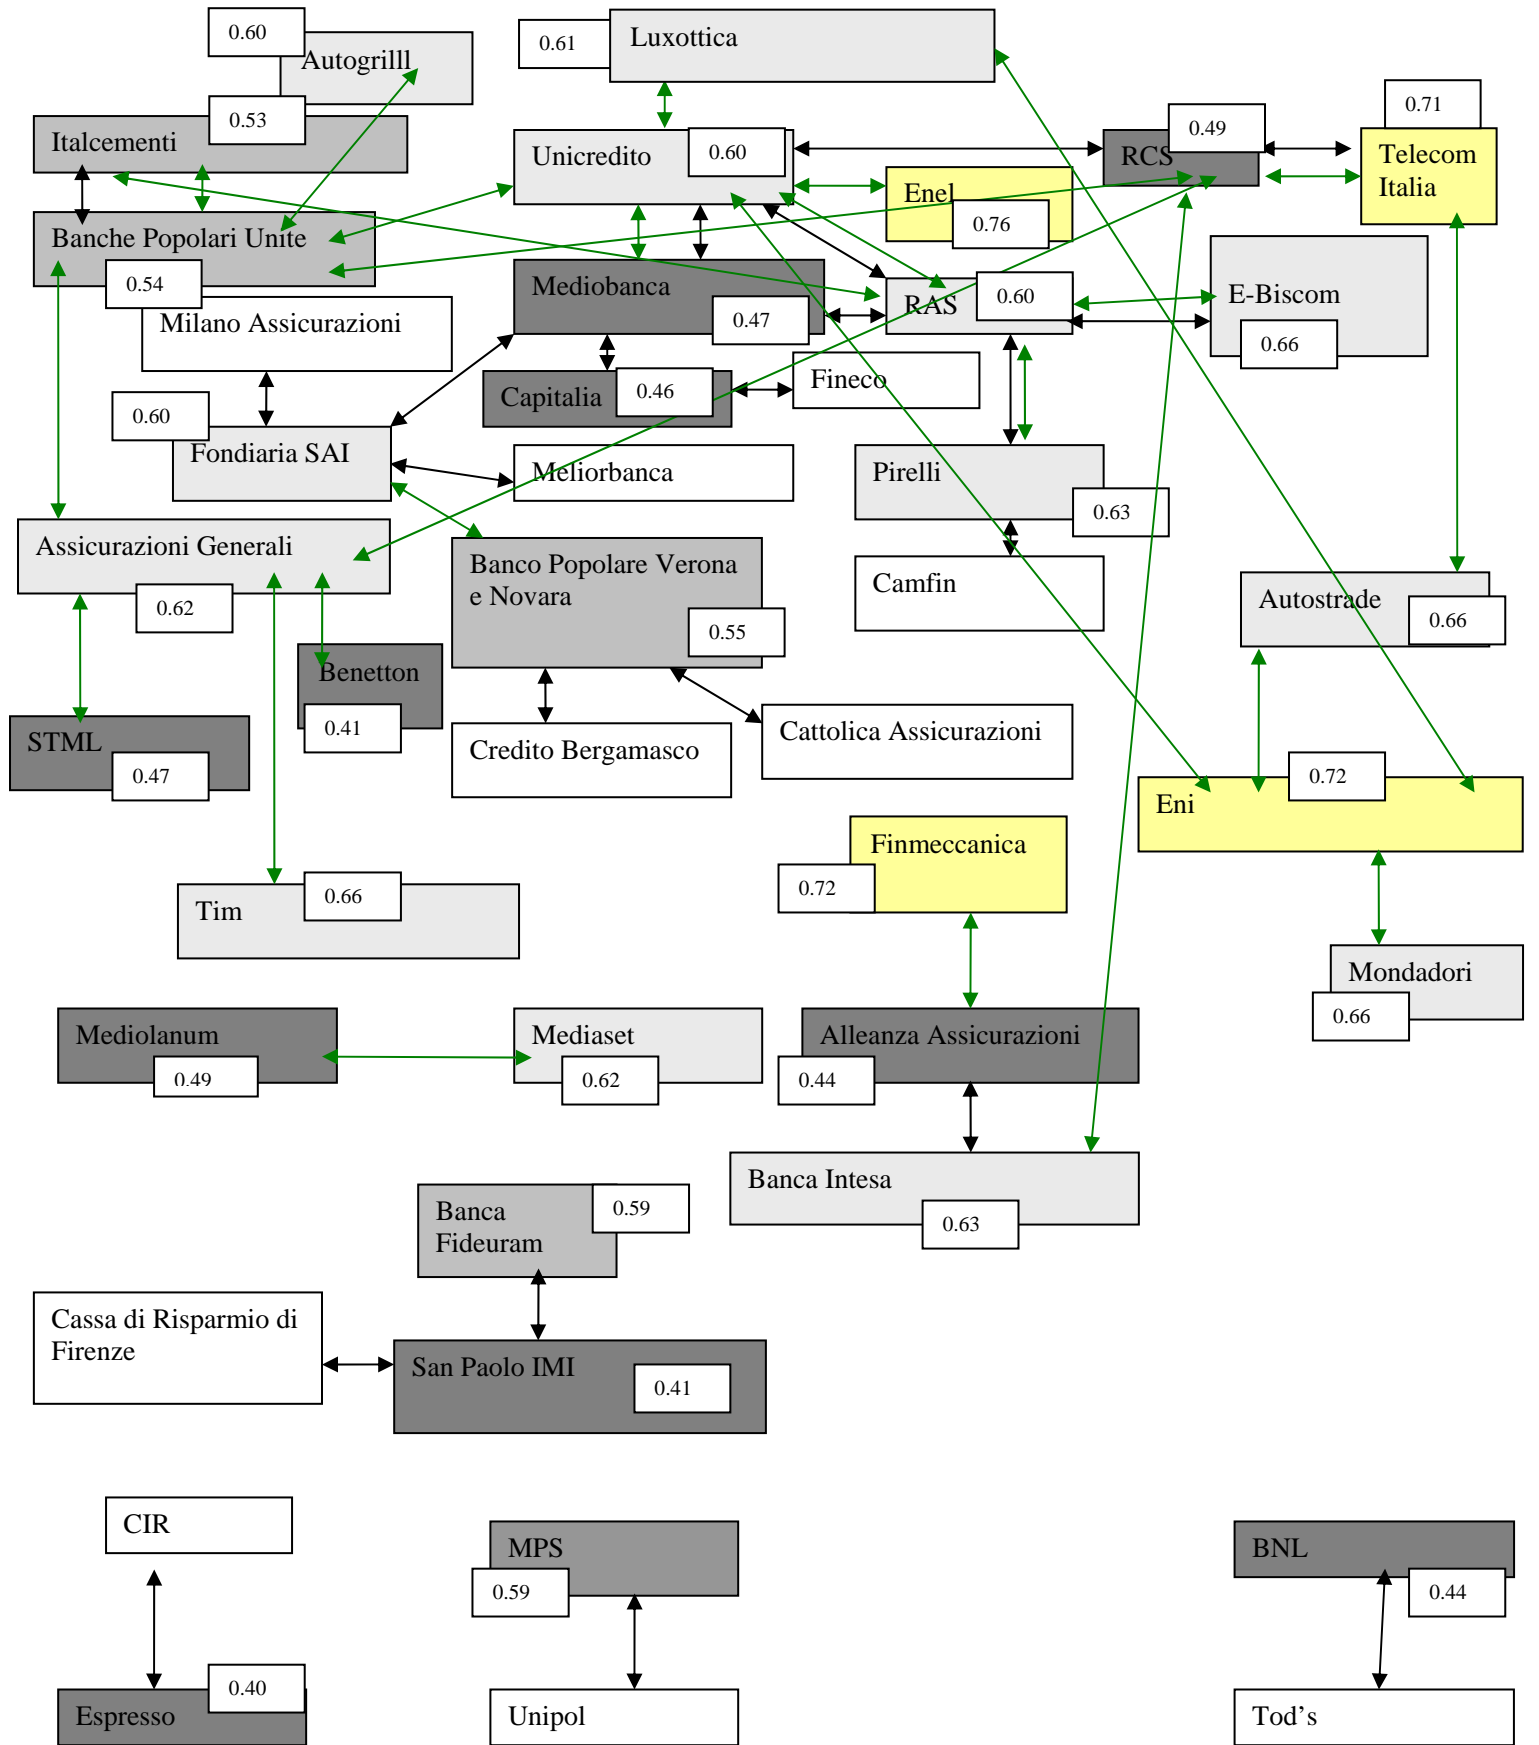 0.60
Autogrilll
0.61
Luxottica
0.53
Italcementi
Unicredito
0.60
0.49
RCS
0.71
Telecom
Italia
Enel
0.76
Banche Popolari Unite
0.54
Milano Assicurazioni
Mediobanca
0.47
RAS
0.60
E-Biscom
0.66
Capitalia
0.46
Fineco
0.60
Fondiaria SAI
Meliorbanca
Pirelli
0.63
Assicurazioni Generali
0.62
Banco Popolare Verona
e Novara
0.55
Camfin
Autostrade
0.66
Benetton
0.41
STML
0.47
Credito Bergamasco
Cattolica Assicurazioni
0.72
Eni
Finmeccanica
0.72
Tim
0.66
Mondadori
0.66
Mediolanum
0.49
Mediaset
0.62
Alleanza Assicurazioni
0.44
Banca Intesa
0.63
Banca
Fideuram
0.59
Cassa di Risparmio di
Firenze
San Paolo IMI
0.41
CIR
MPS
0.59
BNL
0.44
0.40
Espresso
Unipol
Tod's